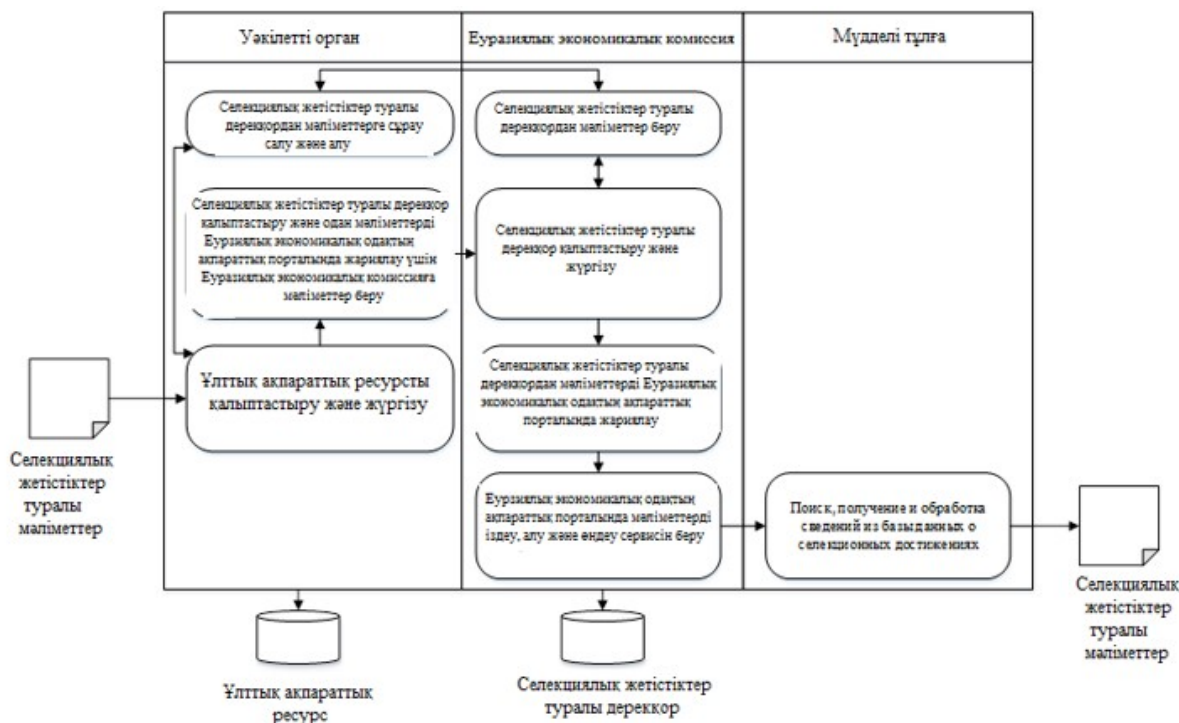 Уәкілетті орган
Еуразиялық экономикалық комиссия
Мүдделі тұлға
Селекциялық жетістіктер туралы
дереққордан мәліметтерге сұрау
салу және алу
Селекциялық жетістіктер туралы
дереққордан мәліметтер беру
Селекциялық жетістіктер туралы дерекқор
қалыптастыру және одан мәліметтерді
Еурзиялық экономикалық одақтың
ақпараттық порталында жариялау үшін
Еуразиялық экономикалық комиссияға
мәліметтер беру
Селекциялық жетістіктер туралы
дерекқор қалыптастыру және
жүргізу
Ұлттық ақпараттық ресурсты
қалыптастыру және жүргізу
Селекциялық жетістіктер туралы
дереққордан мәліметтерді Еуразиялық
экономикалық одақтың ақпараттық
порталында жариялау
Селекциялық
жетістіктер
туралы
мәліметтер
Еурзиялық экономикалық одақтың
ақпараттық порталында мәліметтерді
іздеу, алу және өңдеу сервисін беру
Поиск, получение и обработка
сведений из базы данных о
селекционных достижениях
Селекциялық
жетістіктер
туралы
мәліметтер
Ұлттық ақпараттық
ресурс
Селекциялық жетістіктер
туралы дерекқор